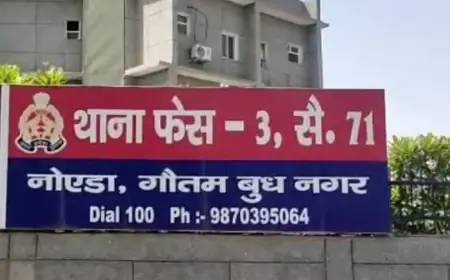 थाना फेस - 3, सै. 71
नोएडा, गौतम बुध नगर
Dial 100 Ph :- 9870395064